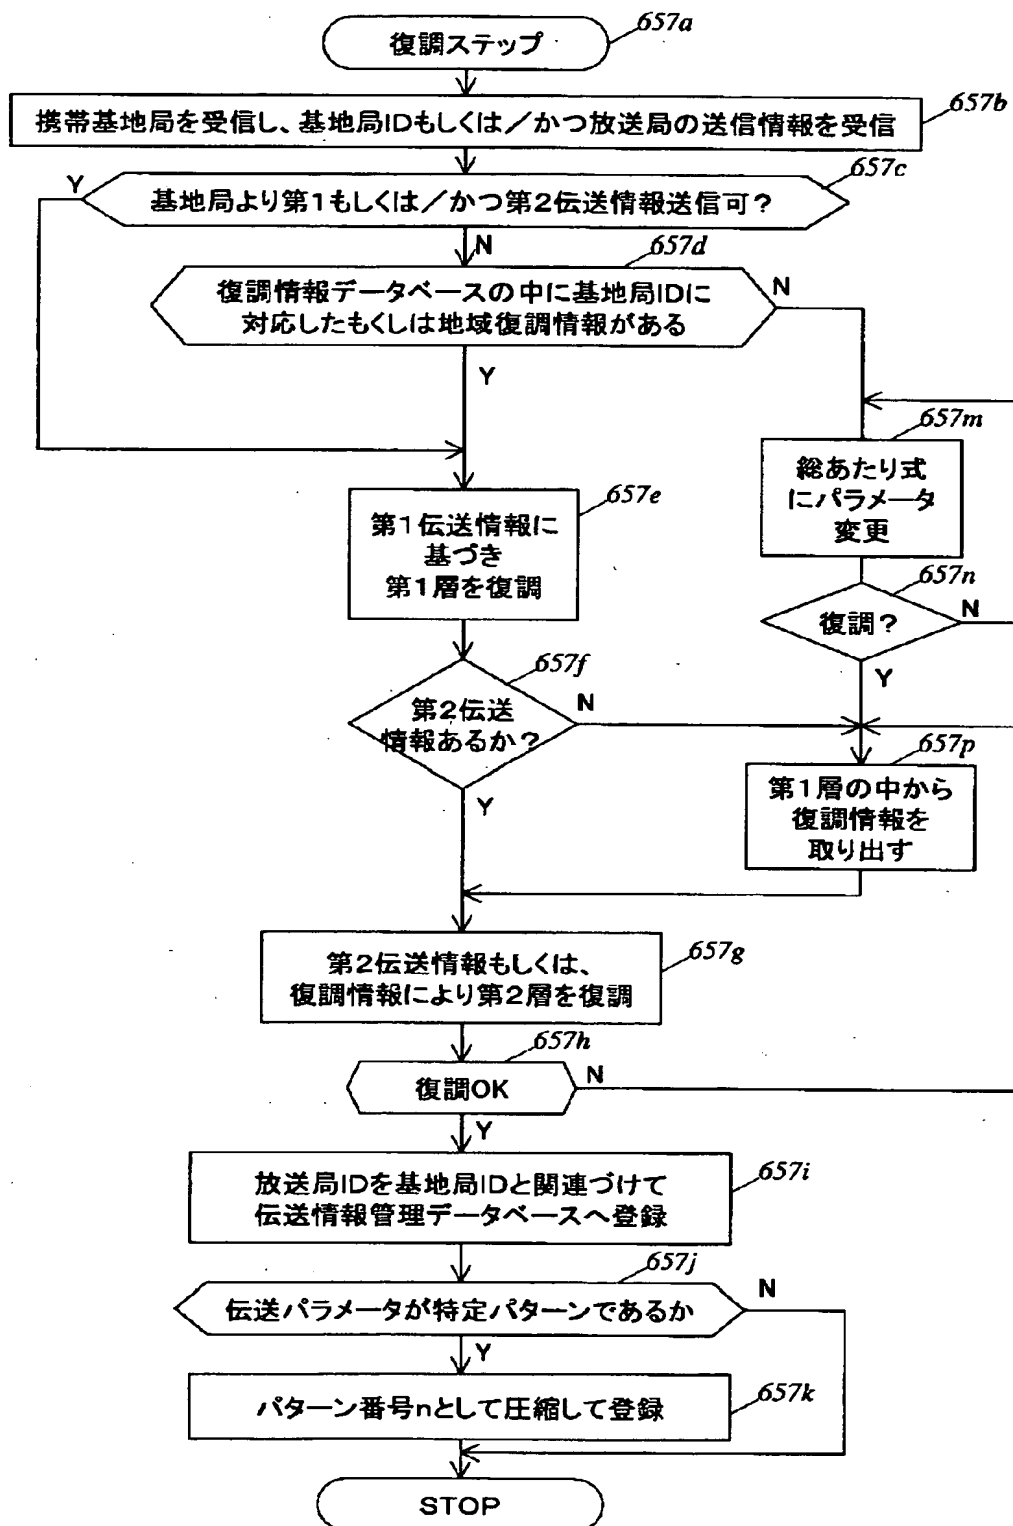 復調ステップ
657a
携帯基地局を受信し、基地局IDもしくは／かつ放送局の送信情報を受信
657b
基地局より第1もしくは／かつ第2伝送情報送信可？
657c
Y
N
復調情報データベースの中に基地局IDに
対応したもくしは地域復調情報がある
657d
N
Y
総あたり式
にパラメータ
変更
657m
第1伝送情報に
基づき
第1層を復調
657e
復調？
657n
N
Y
第2伝送
情報あるか？
657f
N
Y
第1層の中から
復調情報を
取り出す
657p
第2伝送情報もしくは、
復調情報により第2層を復調
657g
復調OK
657h
N
Y
放送局IDを基地局IDと関連づけて
伝送情報管理データベースへ登録
657i
伝送パラメータが特定パターンであるか
657j
N
Y
パターン番号nとして圧縮して登録
657k
STOP